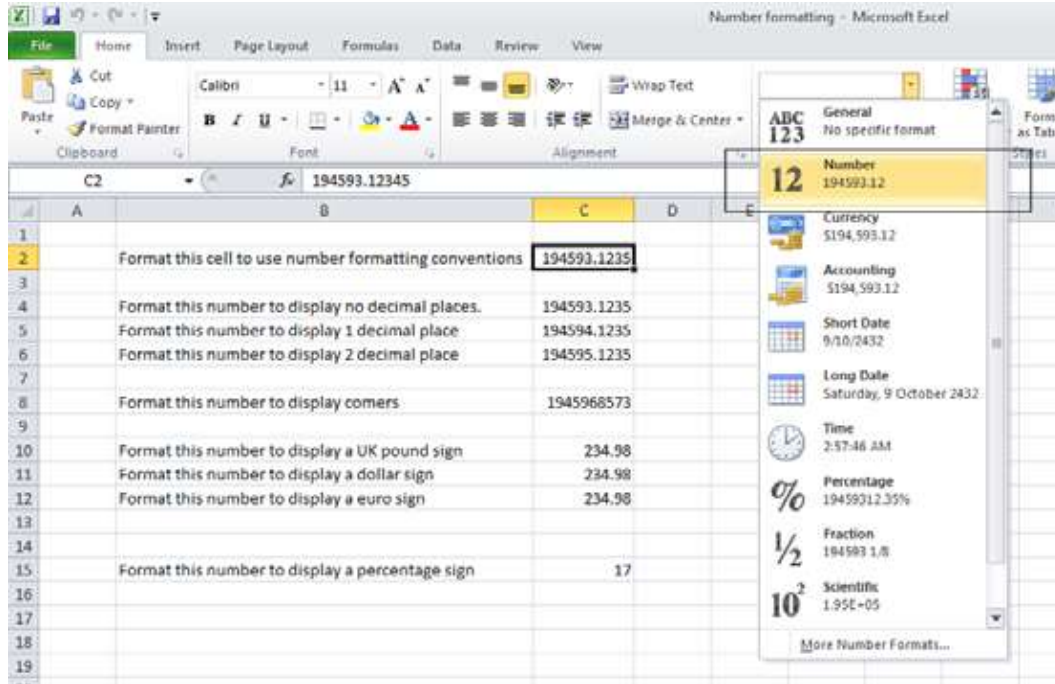 Number formatting - Microsoft Excel
File Home Insert Page Layout Formulas Data Review View
Cut
Copy
Format Painter
Paste
Calibri 11 A A
Wrap Text
B I U A
Merge & Center
Form
as Tab
Clipboard Font Alignment Styles
C2 fx 194593.12345
A B C D E
1
2 Format this cell to use number formatting conventions 194593.1235
3
4 Format this number to display no decimal places. 194593.1235
5 Format this number to display 1 decimal place 194594.1235
6 Format this number to display 2 decimal place 194595.1235
7
8 Format this number to display comers 1945968573
9
10 Format this number to display a UK pound sign 234.98
11 Format this number to display a dollar sign 234.98
12 Format this number to display a euro sign 234.98
13
14
15 Format this number to display a percentage sign 17
16
17
18
19
ABC
123
General
No specific format
12
Number
194593.12
Currency
$194,593.12
Accounting
$194,593.12
Short Date
9/10/2432
Long Date
Saturday, 9 October 2432
Time
2:57:46 AM
%
Percentage
19459312.35%
1/2
Fraction
194593 1/8
10²
Scientific
1.95E+05
More Number Formats...